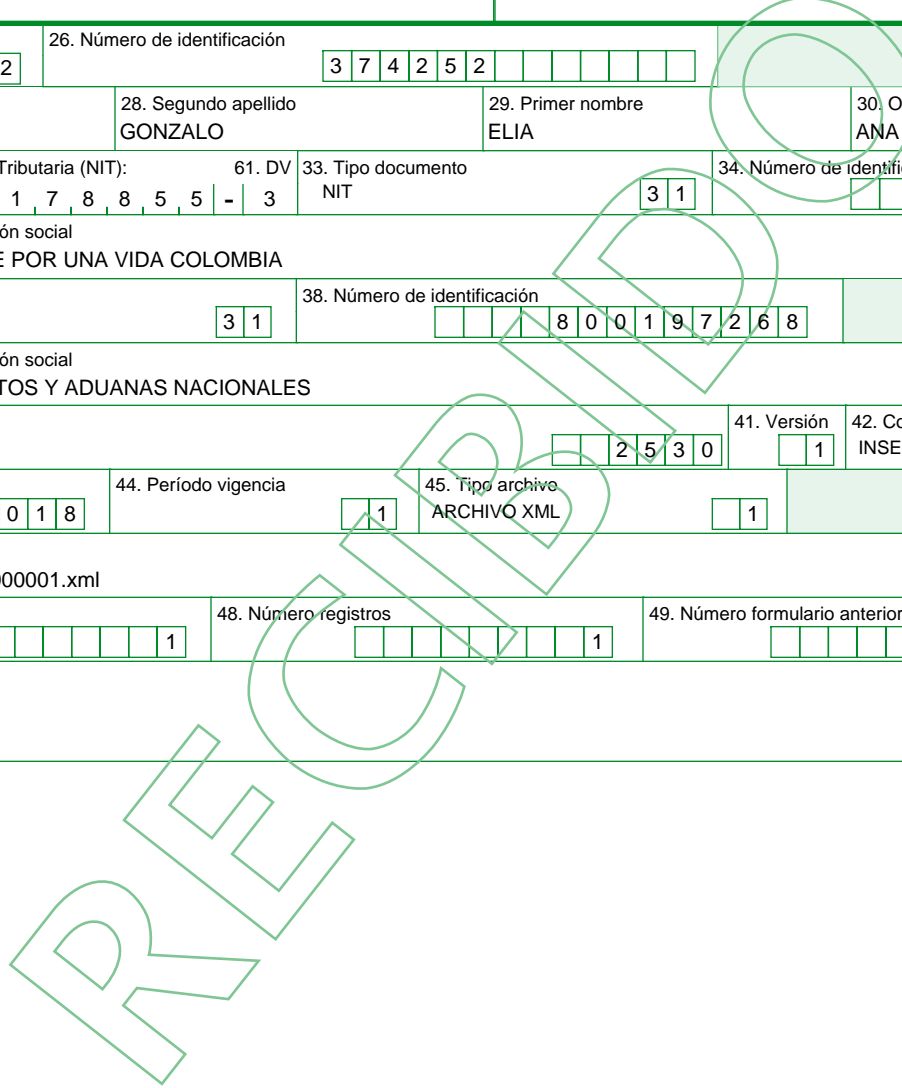 26. Número de identificación
2 3 7 4 2 5 2
28. Segundo apellido 29. Primer nombre 30. O
GONZALO ELIA ANA
Tributaria (NIT): 61. DV 33. Tipo documento 34. Número de identifi
1 7 8 8 5 5 - 3 NIT 3 1
ón social
E POR UNA VIDA COLOMBIA
38. Número de identificación
3 1 8 0 0 1 9 7 2 6 8
ón social
TOS Y ADUANAS NACIONALES
41. Versión 42. Co
2 5 3 0 1 INSE
44. Período vigencia 45. Tipo archivo
0 1 8 1 ARCHIVO XML 1
000001.xml
48. Número registros 49. Número formulario anterior
1 1
RECIBIDO